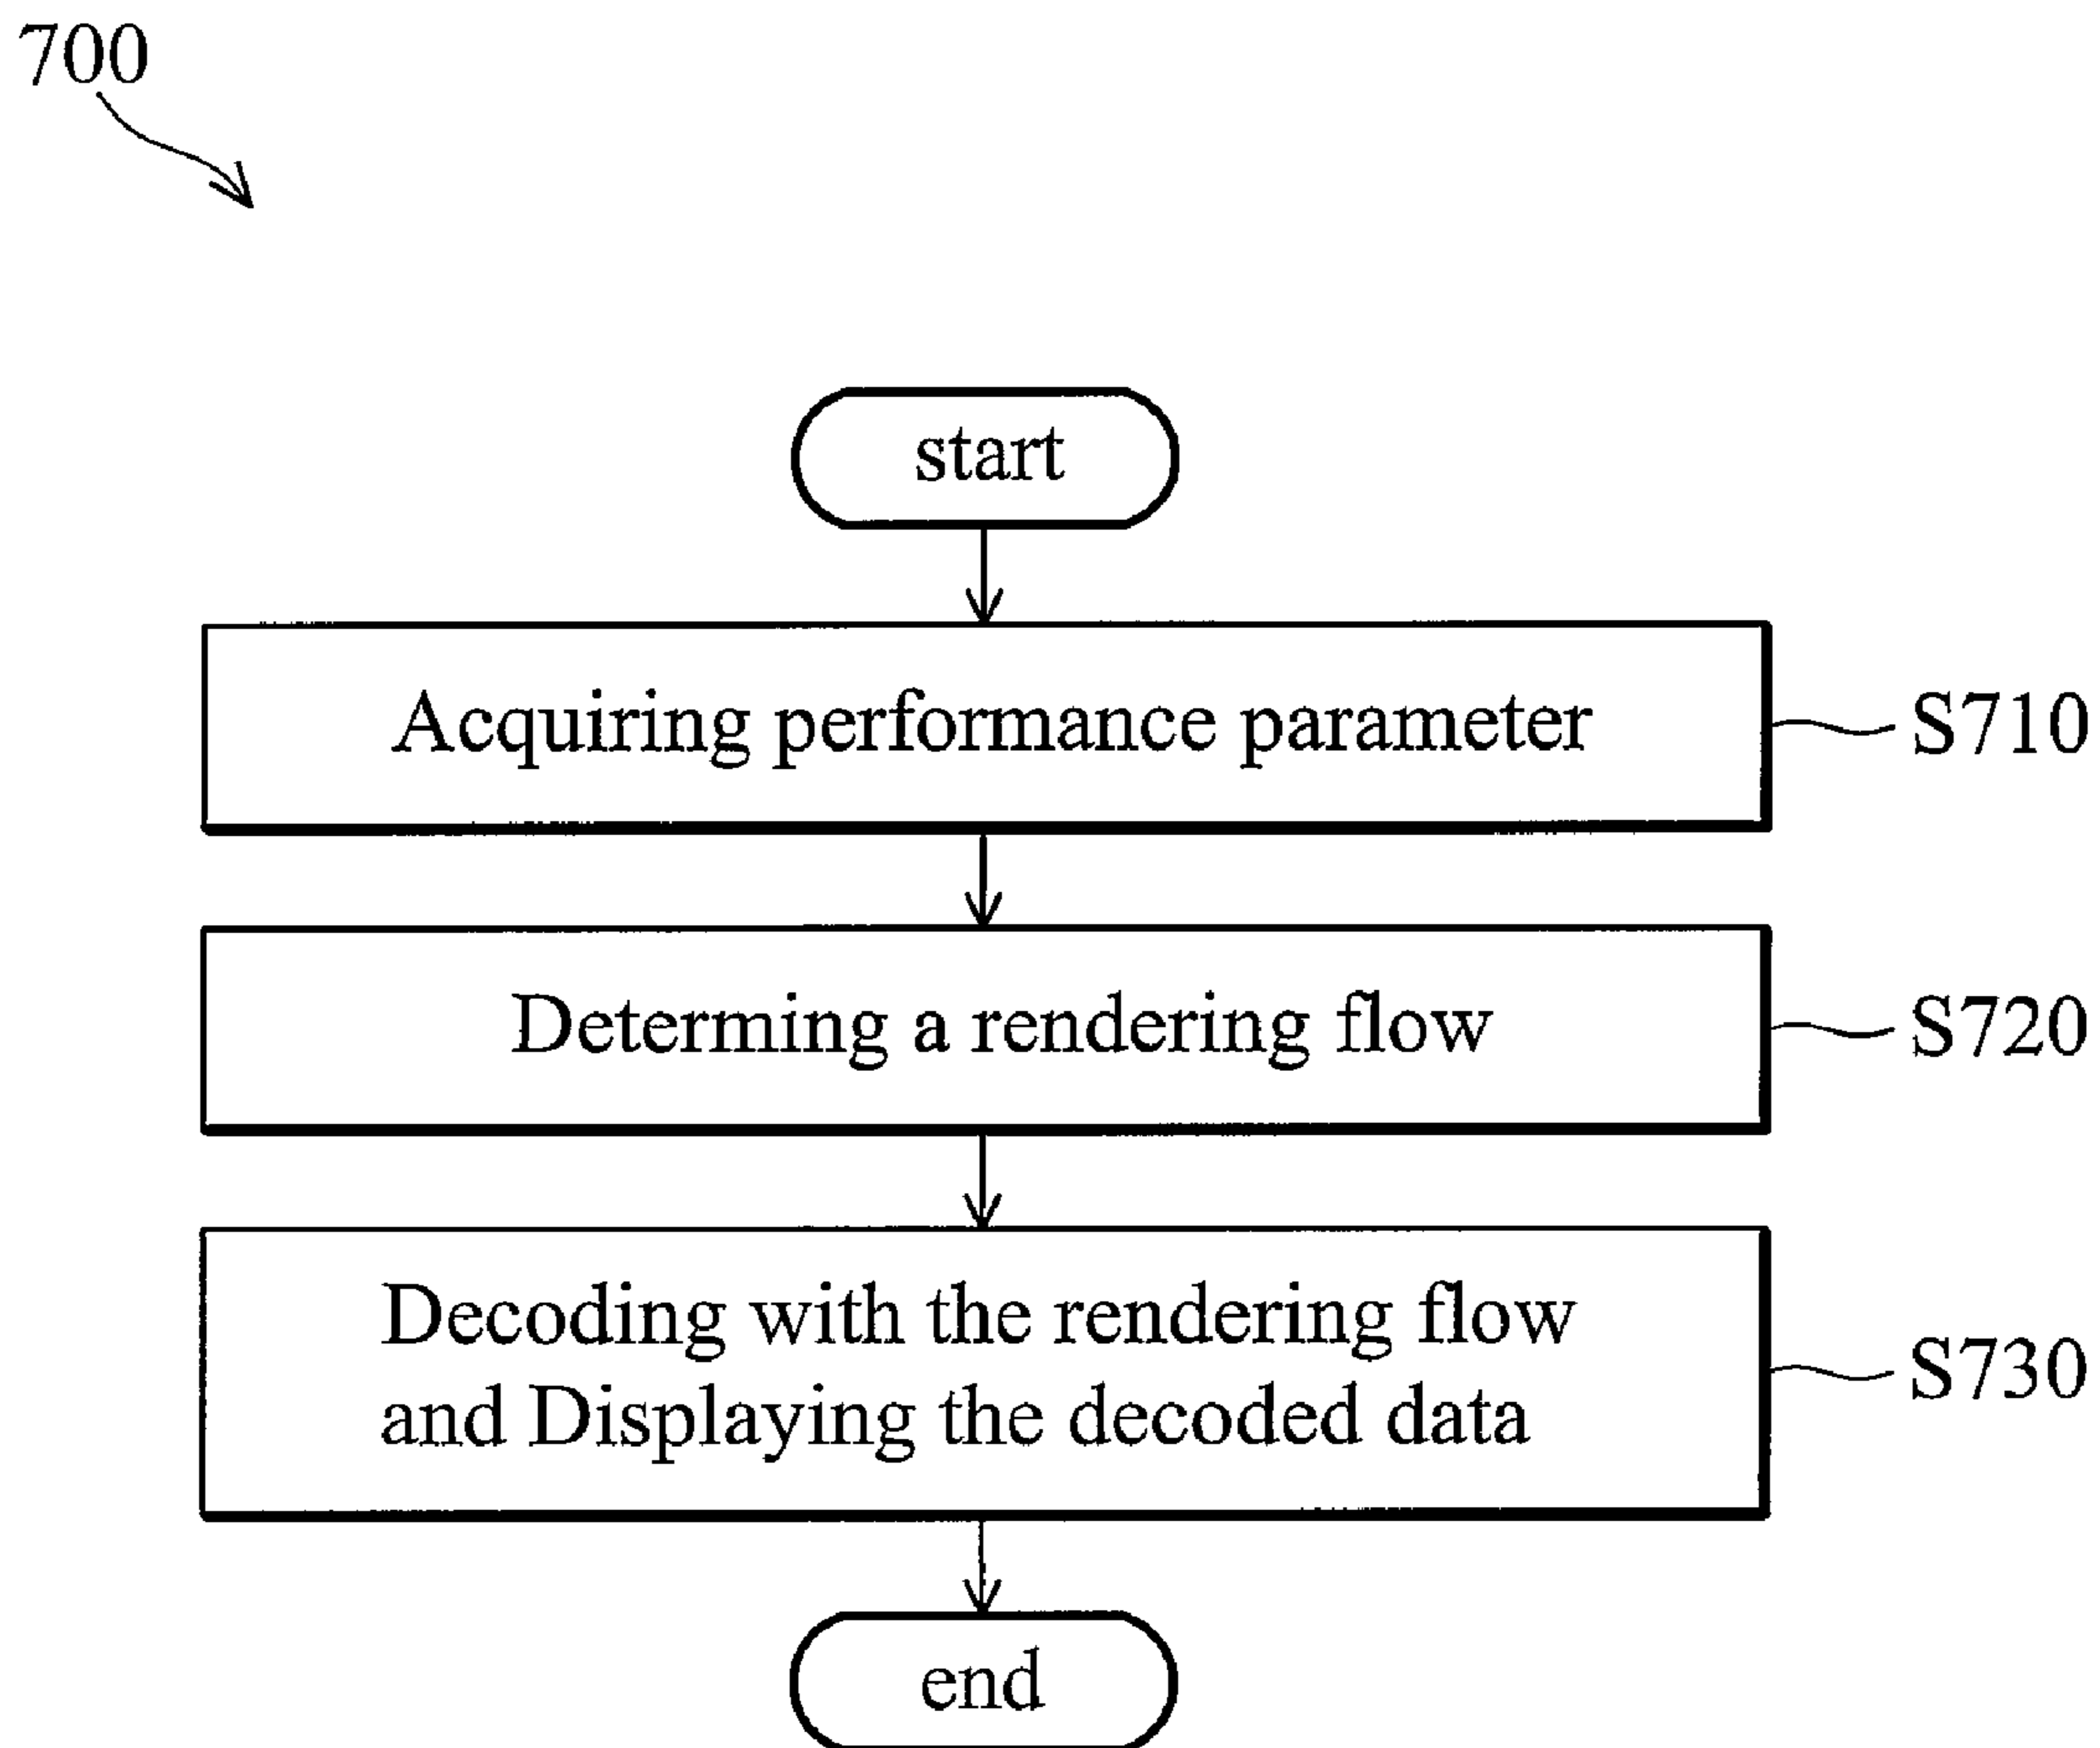 700
start
Acquiring performance parameter
S710
Determing a rendering flow
S720
Decoding with the rendering flow
and Displaying the decoded data
S730
end